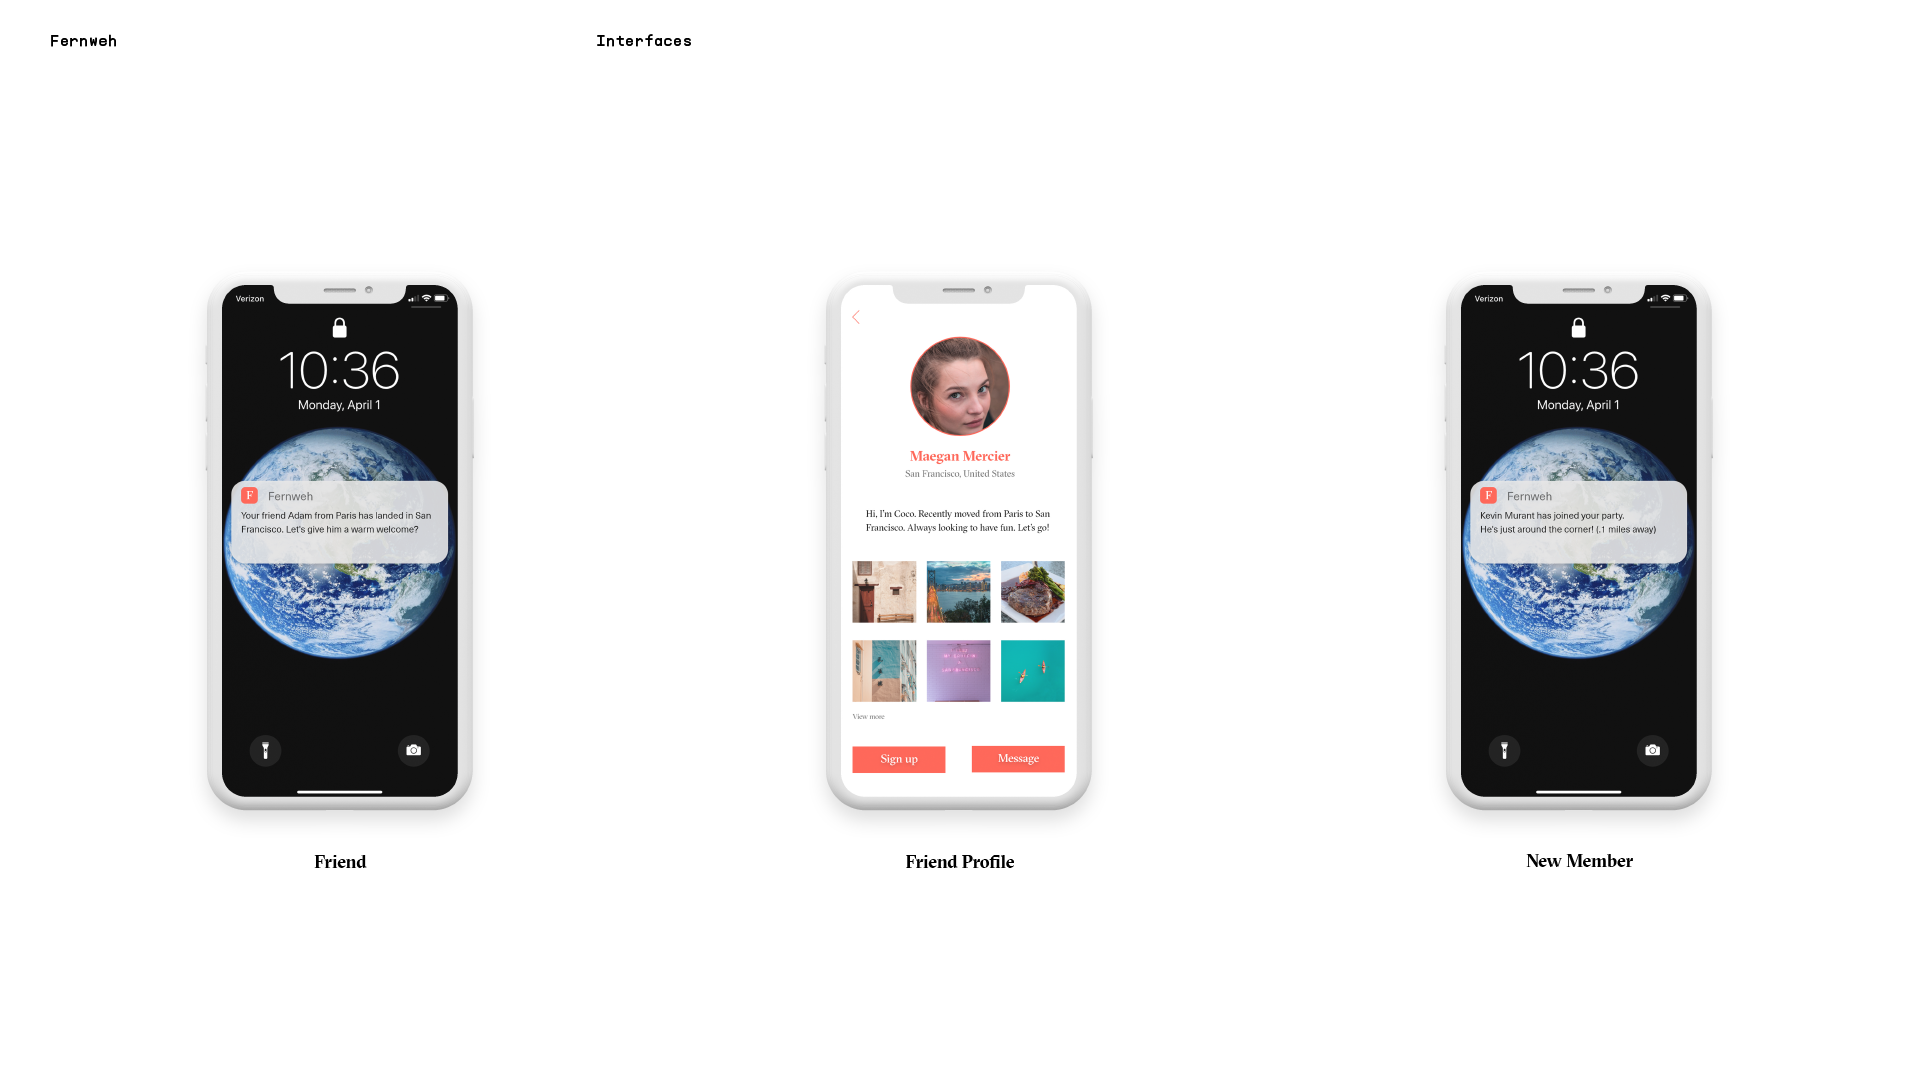 Fernweh
Interfaces
Verizon
10:36
Monday, April 1
F Fernweh
Your friend Adam from Paris has landed in San
Francisco. Let's give him a warm welcome?
Friend
Maegan Mercier
San Francisco, United States
Hi, I'm Coco. Recently moved from Paris to San
Francisco. Always looking to have fun. Let's go!
View more
Sign up
Message
Friend Profile
Verizon
10:36
Monday, April 1
F Fernweh
Kevin Murant has joined your party.
He's just around the corner! (.1 miles away)
New Member